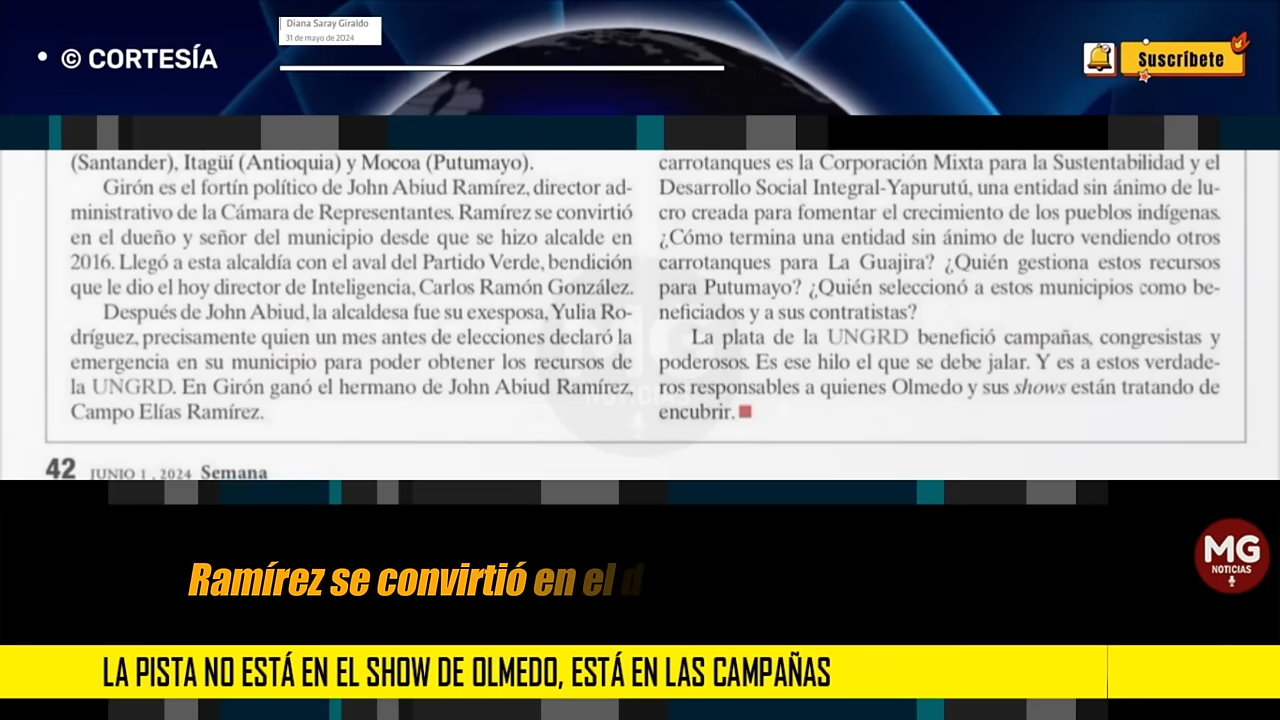 Diana Saray Giraldo
31 de mayo de 2024
• © CORTESÍA
Suscríbete
(Santander), Itagüí (Antioquia) y Mocoa (Putumayo).
Girón es el fortín político de John Abiud Ramírez, director ad-
ministrativo de la Cámara de Representantes. Ramírez se convirtió
en el dueño y señor del municipio desde que se hizo alcalde en
2016. Llegó a esta alcaldía con el aval del Partido Verde, bendición
que le dio el hoy director de Inteligencia, Carlos Ramón González.
Después de John Abiud, la alcaldesa fue su exesposa, Yulia Ro-
dríguez, precisamente quien un mes antes de elecciones declaró la
emergencia en su municipio para poder obtener los recursos de
la UNGRD. En Girón ganó el hermano de John Abiud Ramírez,
Campo Elías Ramírez.
carrotanques es la Corporación Mixta para la Sustentabilidad y el
Desarrollo Social Integral-Yapurutú, una entidad sin ánimo de lu-
cro creada para fomentar el crecimiento de los pueblos indígenas.
¿Cómo termina una entidad sin ánimo de lucro vendiendo otros
carrotanques para La Guajira? ¿Quién gestiona estos recursos
para Putumayo? ¿Quién seleccionó a estos municipios como be-
neficiados y a sus contratistas?
La plata de la UNGRD benefició campañas, congresistas y
poderosos. Es ese hilo el que se debe jalar. Y es a estos verdade-
ros responsables a quienes Olmedo y sus shows están tratando de
encubrir.
MG
NOTICIAS
42 JUNIO 1, 2024 Semana
Ramírez se convirtió en el d
MG
NOTICIAS
LA PISTA NO ESTÁ EN EL SHOW DE OLMEDO, ESTÁ EN LAS CAMPAÑAS